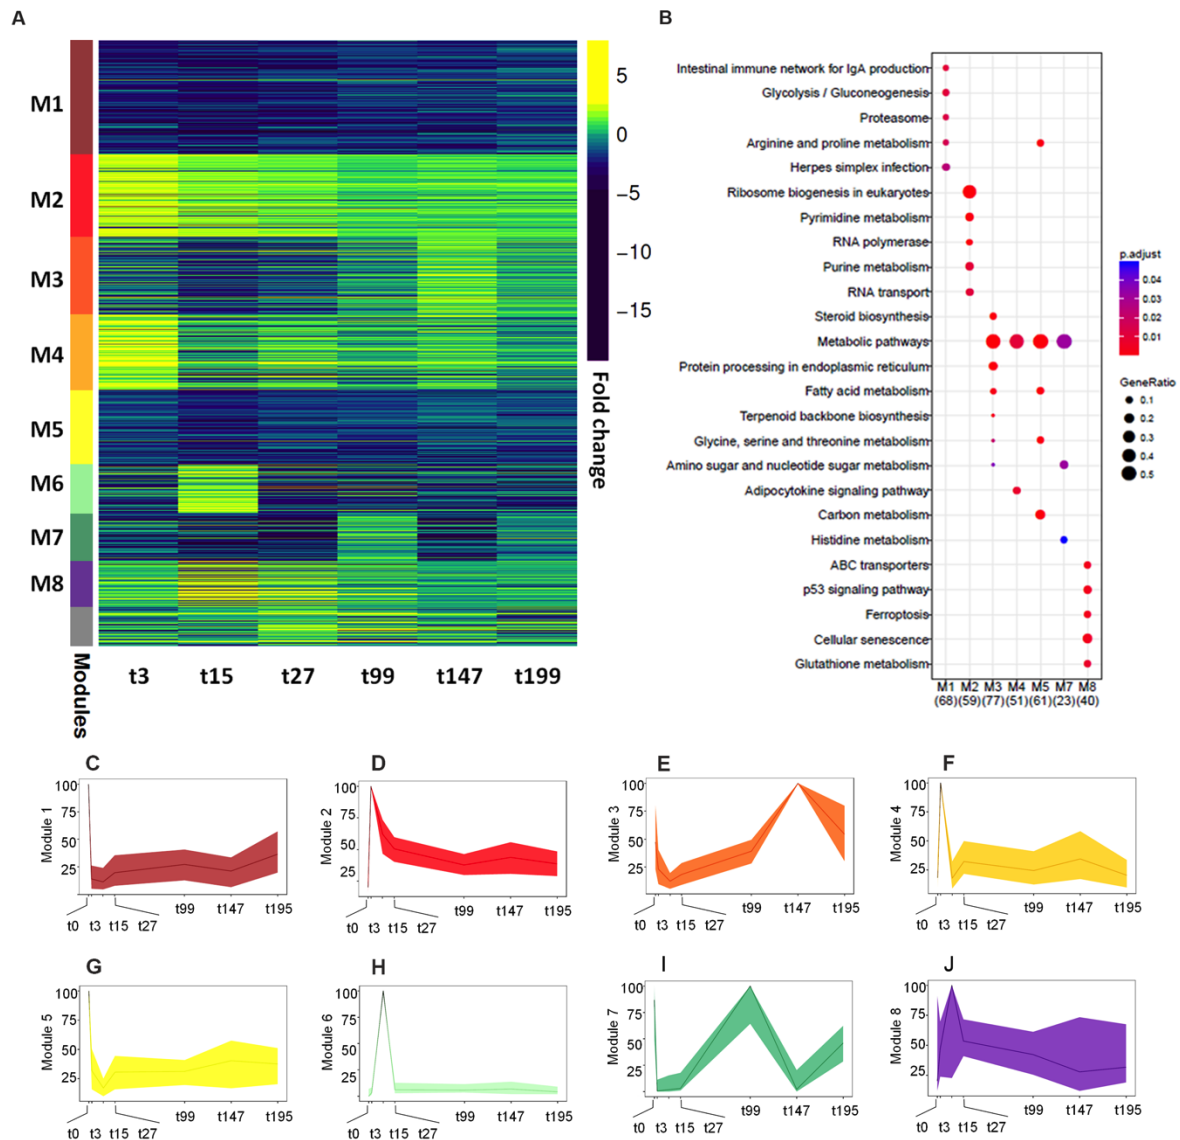 A
B
M1
M2
M3
M4
M5
M6
M7
M8
Modules
t3 t15 t27 t99 t147 t199
5
0
−5
−10
−15
Fold change
Intestinal immune network for IgA production
Glycolysis / Gluconeogenesis
Proteasome
Arginine and proline metabolism
Herpes simplex infection
Ribosome biogenesis in eukaryotes
Pyrimidine metabolism
RNA polymerase
Purine metabolism
RNA transport
Steroid biosynthesis
Metabolic pathways
Protein processing in endoplasmic reticulum
Fatty acid metabolism
Terpenoid backbone biosynthesis
Glycine, serine and threonine metabolism
Amino sugar and nucleotide sugar metabolism
Adipocytokine signaling pathway
Carbon metabolism
Histidine metabolism
ABC transporters
p53 signaling pathway
Ferroptosis
Cellular senescence
Glutathione metabolism
M1 M2 M3 M4 M5 M7 M8
(68) (59) (77) (51) (61) (23) (40)
p.adjust
0.04
0.03
0.02
0.01
GeneRatio
0.1
0.2
0.3
0.4
0.5
C
Module 1
100
75
50
25
t99 t147 t195
t0 t3 t15 t27
D
Module 2
100
75
50
25
t99 t147 t195
t0 t3 t15 t27
E
Module 3
100
75
50
25
t99 t147 t195
t0 t3 t15 t27
F
Module 4
100
75
50
25
t99 t147 t195
t0 t3 t15 t27
G
Module 5
100
75
50
25
t99 t147 t195
t0 t3 t15 t27
H
Module 6
100
75
50
25
t99 t147 t195
t0 t3 t15 t27
I
Module 7
100
75
50
25
t99 t147 t195
t0 t3 t15 t27
J
Module 8
100
75
50
25
t99 t147 t195
t0 t3 t15 t27